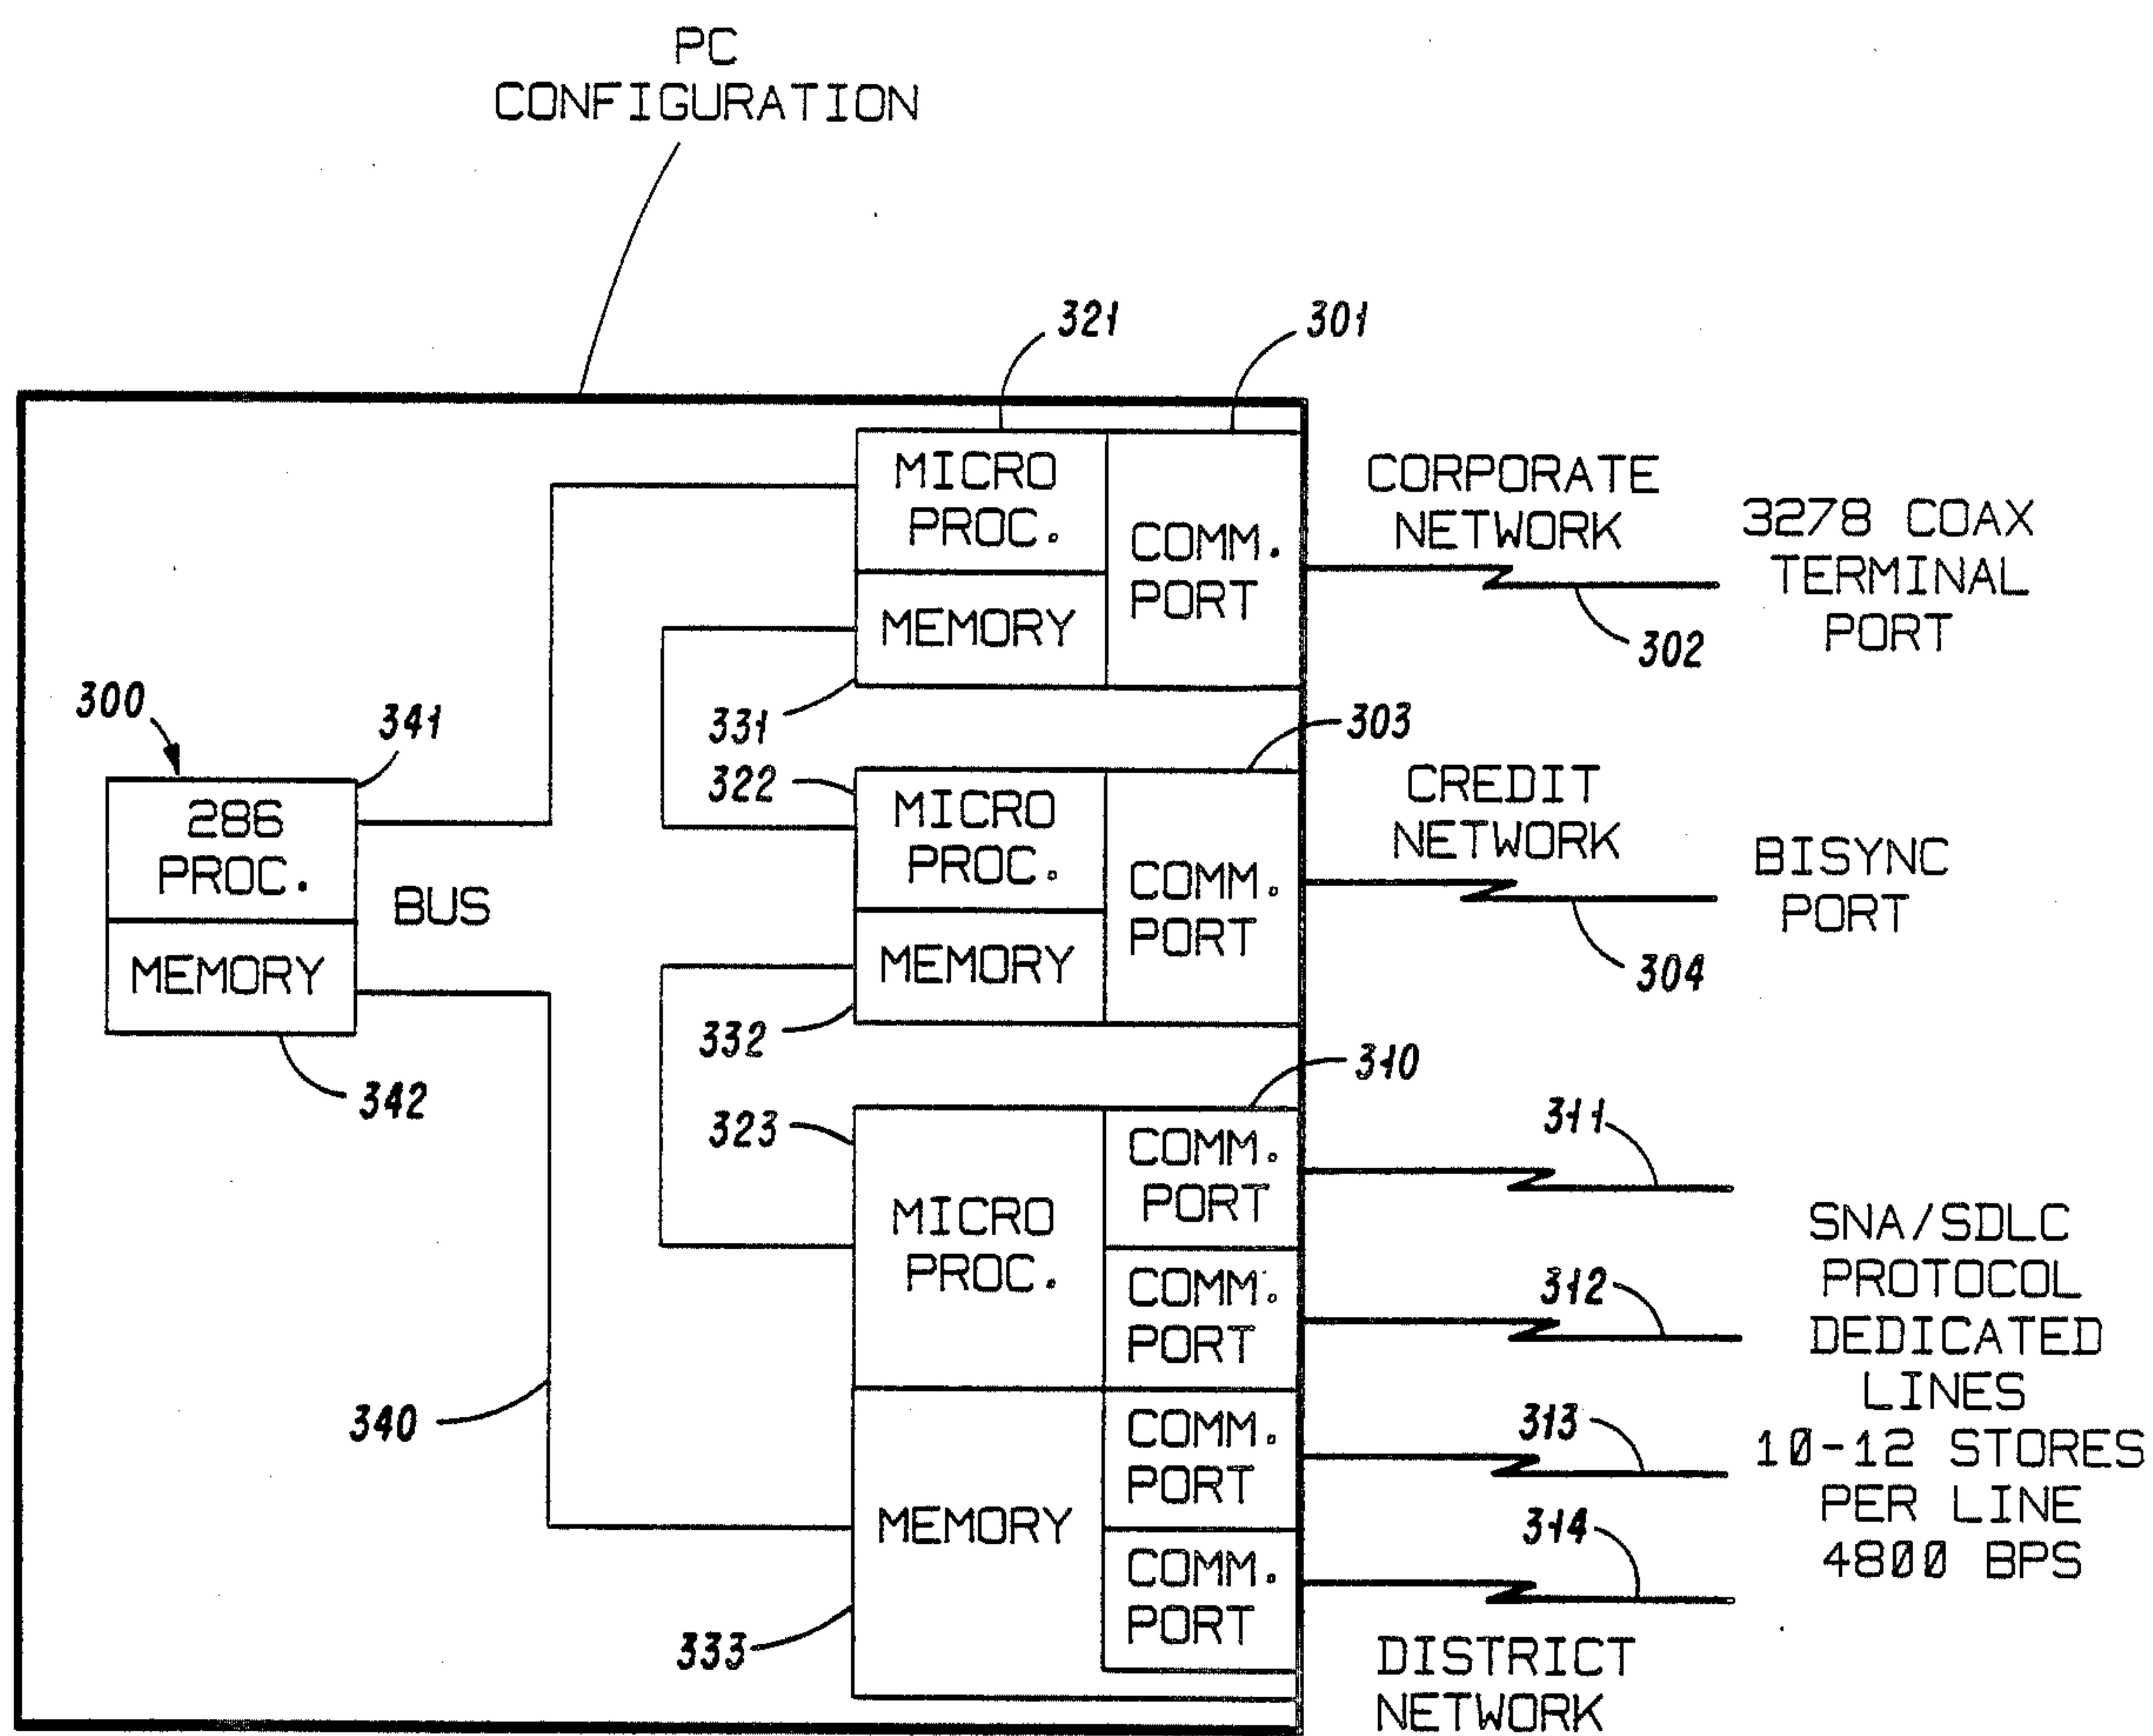 PC
CONFIGURATION
321
301
MICRO
PROC.
COMM.
PORT
MEMORY
331
CORPORATE
NETWORK
302
3278 COAX
TERMINAL
PORT
300
341
286
PROC.
BUS
MEMORY
342
322
303
MICRO
PROC.
COMM.
PORT
MEMORY
332
CREDIT
NETWORK
304
BISYNC
PORT
310
323
MICRO
PROC.
MEMORY
COMM.
PORT
COMM.
PORT
COMM.
PORT
COMM.
PORT
340
333
311
312
313
314
SNA/SDLC
PROTOCOL
DEDICATED
LINES
10-12 STORES
PER LINE
4800 BPS
DISTRICT
NETWORK